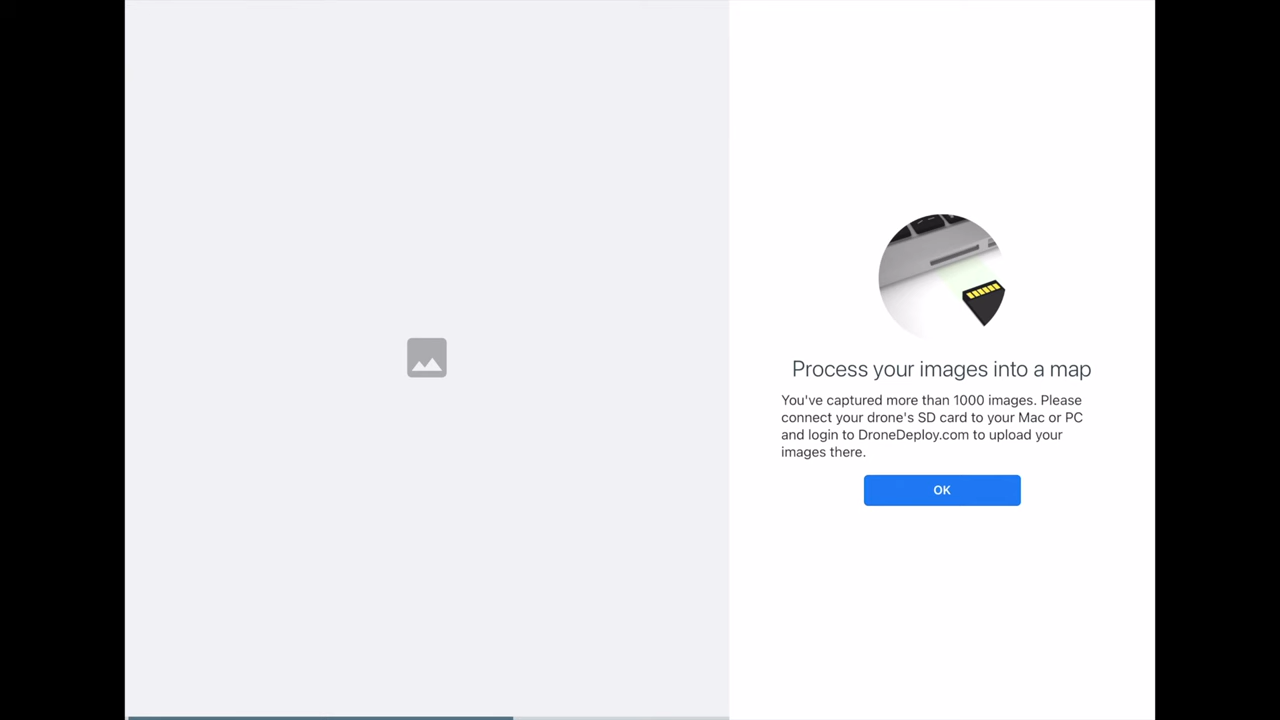 Process your images into a map
You've captured more than 1000 images. Please
connect your drone's SD card to your Mac or PC
and login to DroneDeploy.com to upload your
images there.
OK